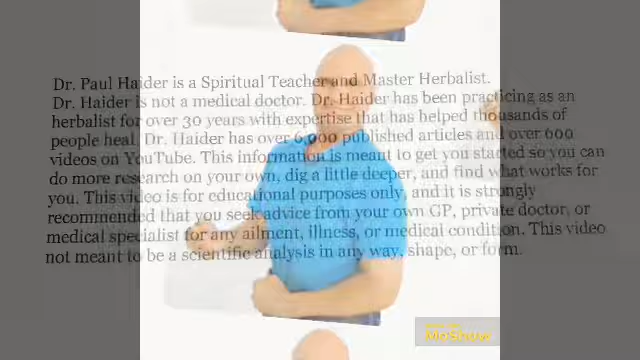 Dr. Paul Haider is a Spiritual Teacher and Master Herbalist.
Dr. Haider is not a medical doctor. Dr. Haider has been practicing as an
herbalist for over 30 years with expertise that has helped thousands of
people heal. Dr. Haider has over 6,000 published articles and over 600
videos on YouTube. This information is meant to get you started so you can
do more research on your own, dig a little deeper, and find what works for
you. This video is for educational purposes only, and it is strongly
recommended that you seek advice from your own GP, private doctor, or
medical specialist for any ailment, illness, or medical condition. This video
not meant to be a scientific analysis in any way, shape, or form.
MoShow